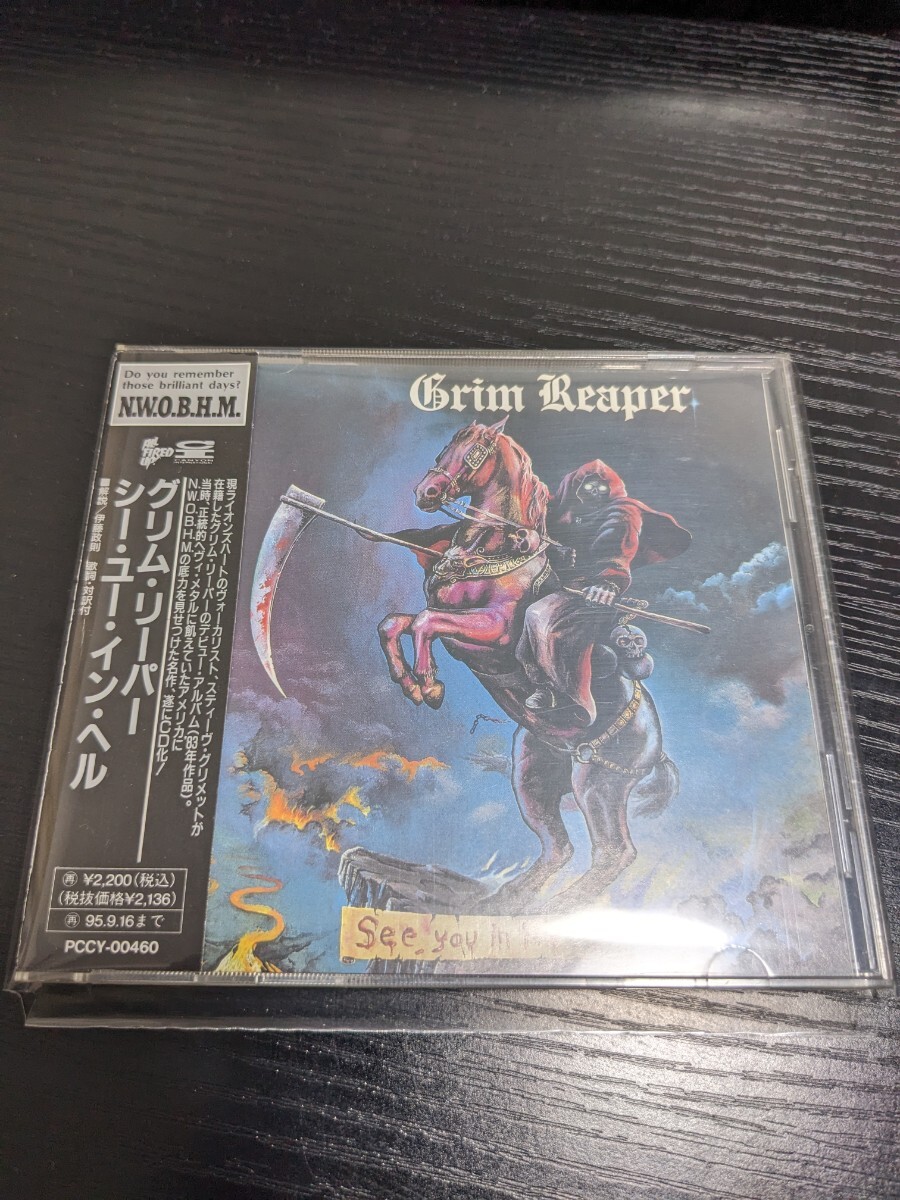 Do you remember
those brilliant days?
N.W.O.B.H.M.
ALL
FIRED
UP
CANYON
INTERNATIONAL
現ライオンズハートのヴォーカリスト、スティーヴ・グリメットが
在籍したグリム・リーパーのデビュー・アルバム('83年作品)。
当時、正統的ヘヴィ・メタルに飢えていたアメリカに
N.W.O.B.H.M.の底力を見せつけた名作、遂にCD化!
グリム・リーパー
シー・ユー・イン・ヘル
■解説/伊藤政則 歌詞・対訳付
再 ¥2,200(税込)
(税抜価格¥2,136)
再 95.9.16まで
PCCY-00460
Grim Reaper
See you in